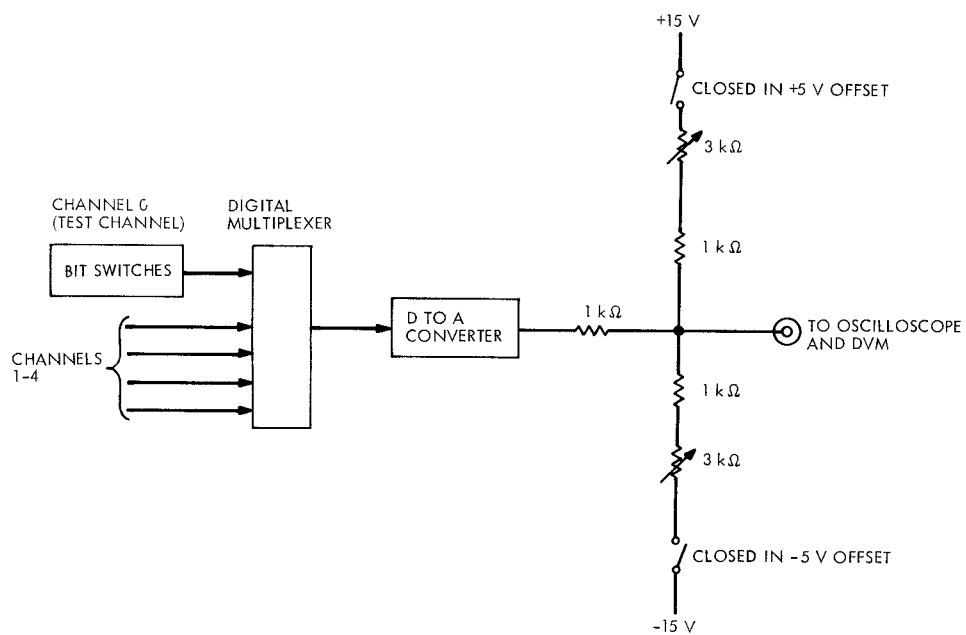 +15 V
CLOSED IN +5 V OFFSET
3 kΩ
CHANNEL 0
(TEST CHANNEL)
DIGITAL
MULTIPLEXER
1 kΩ
BIT SWITCHES
1 kΩ
D TO A
CONVERTER
TO OSCILLOSCOPE
AND DVM
CHANNELS
1-4
1 kΩ
3 kΩ
CLOSED IN -5 V OFFSET
-15 V